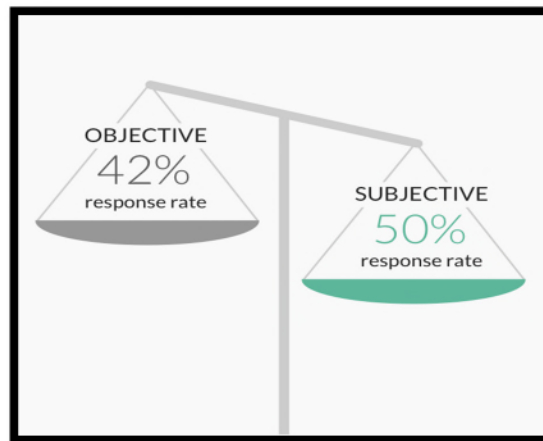 OBJECTIVE
42%
response rate
SUBJECTIVE
50%
response rate